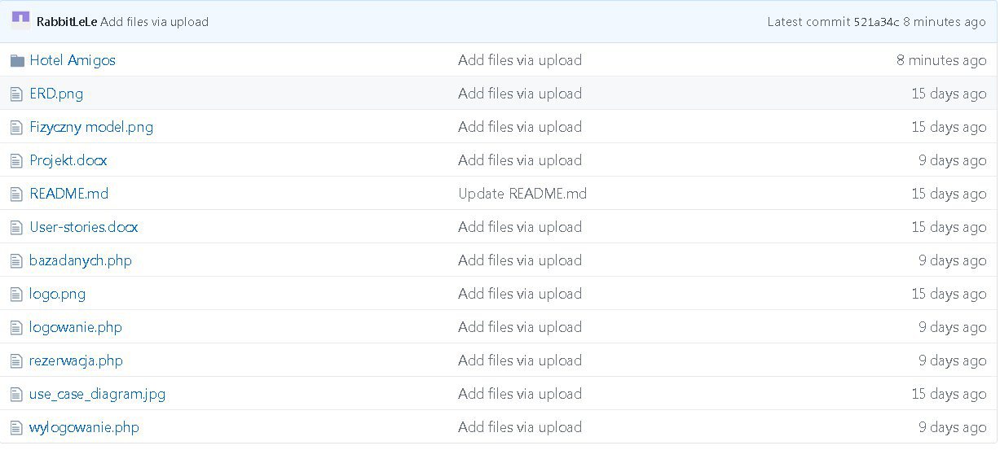 RabbitLeLe Add files via upload Latest commit 521a34c 8 minutes ago
Hotel Amigos Add files via upload 8 minutes ago
ERD.png Add files via upload 15 days ago
Fizyczny model.png Add files via upload 15 days ago
Projekt.docx Add files via upload 9 days ago
README.md Update README.md 15 days ago
User-stories.docx Add files via upload 15 days ago
bazadanych.php Add files via upload 9 days ago
logo.png Add files via upload 15 days ago
logowanie.php Add files via upload 9 days ago
rezerwacja.php Add files via upload 9 days ago
use_case_diagram.jpg Add files via upload 15 days ago
wylogowanie.php Add files via upload 9 days ago